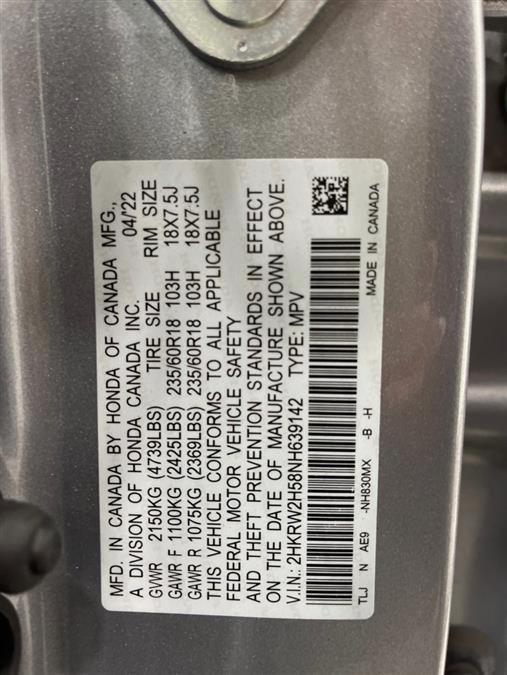 MFD. IN CANADA BY HONDA OF CANADA MFG.,
A DIVISION OF HONDA CANADA INC. 04/'22
GVWR 2150KG (4739LBS) TIRE SIZE RIM SIZE
GAWR F 1100KG (2425LBS) 235/60R18 103H 18X7.5J
GAWR R 1075KG (2369LBS) 235/60R18 103H 18X7.5J
THIS VEHICLE CONFORMS TO ALL APPLICABLE
FEDERAL MOTOR VEHICLE SAFETY
AND THEFT PREVENTION STANDARDS IN EFFECT
ON THE DATE OF MANUFACTURE SHOWN ABOVE.
V.I.N.: 2HKRW2H58NH639142 TYPE: MPV
TLJ N AE9 -NH830MX -B -H MADE IN CANADA